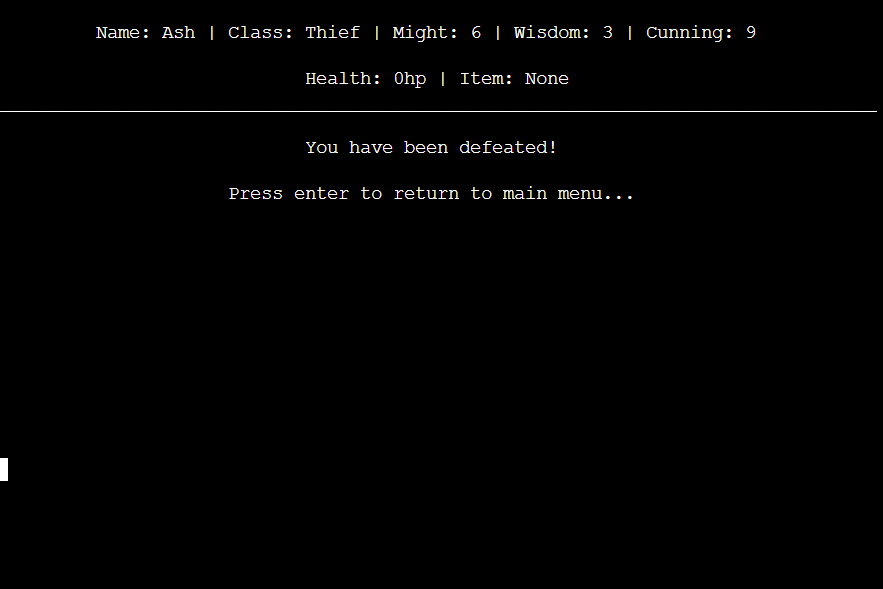 Name: Ash | Class: Thief | Might: 6 | Wisdom: 3 | Cunning: 9
Health: 0hp | Item: None
You have been defeated!
Press enter to return to main menu...